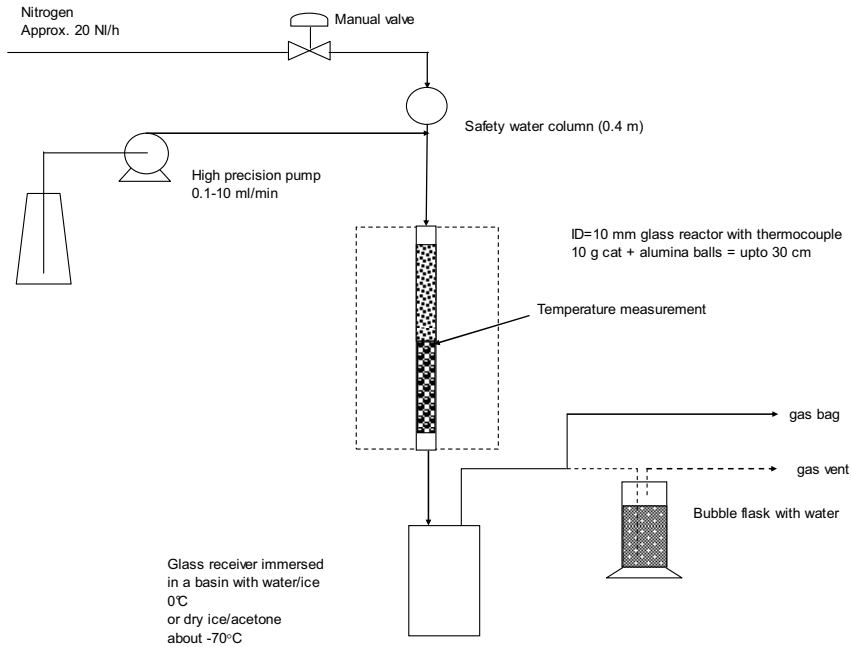 Nitrogen
Approx. 20 Nl/h
Manual valve
Safety water column (0.4 m)
High precision pump
0.1-10 ml/min
ID=10 mm glass reactor with thermocouple
10 g cat + alumina balls = upto 30 cm
Temperature measurement
gas bag
gas vent
Bubble flask with water
Glass receiver immersed
in a basin with water/ice
0°C
or dry ice/acetone
about -70°C